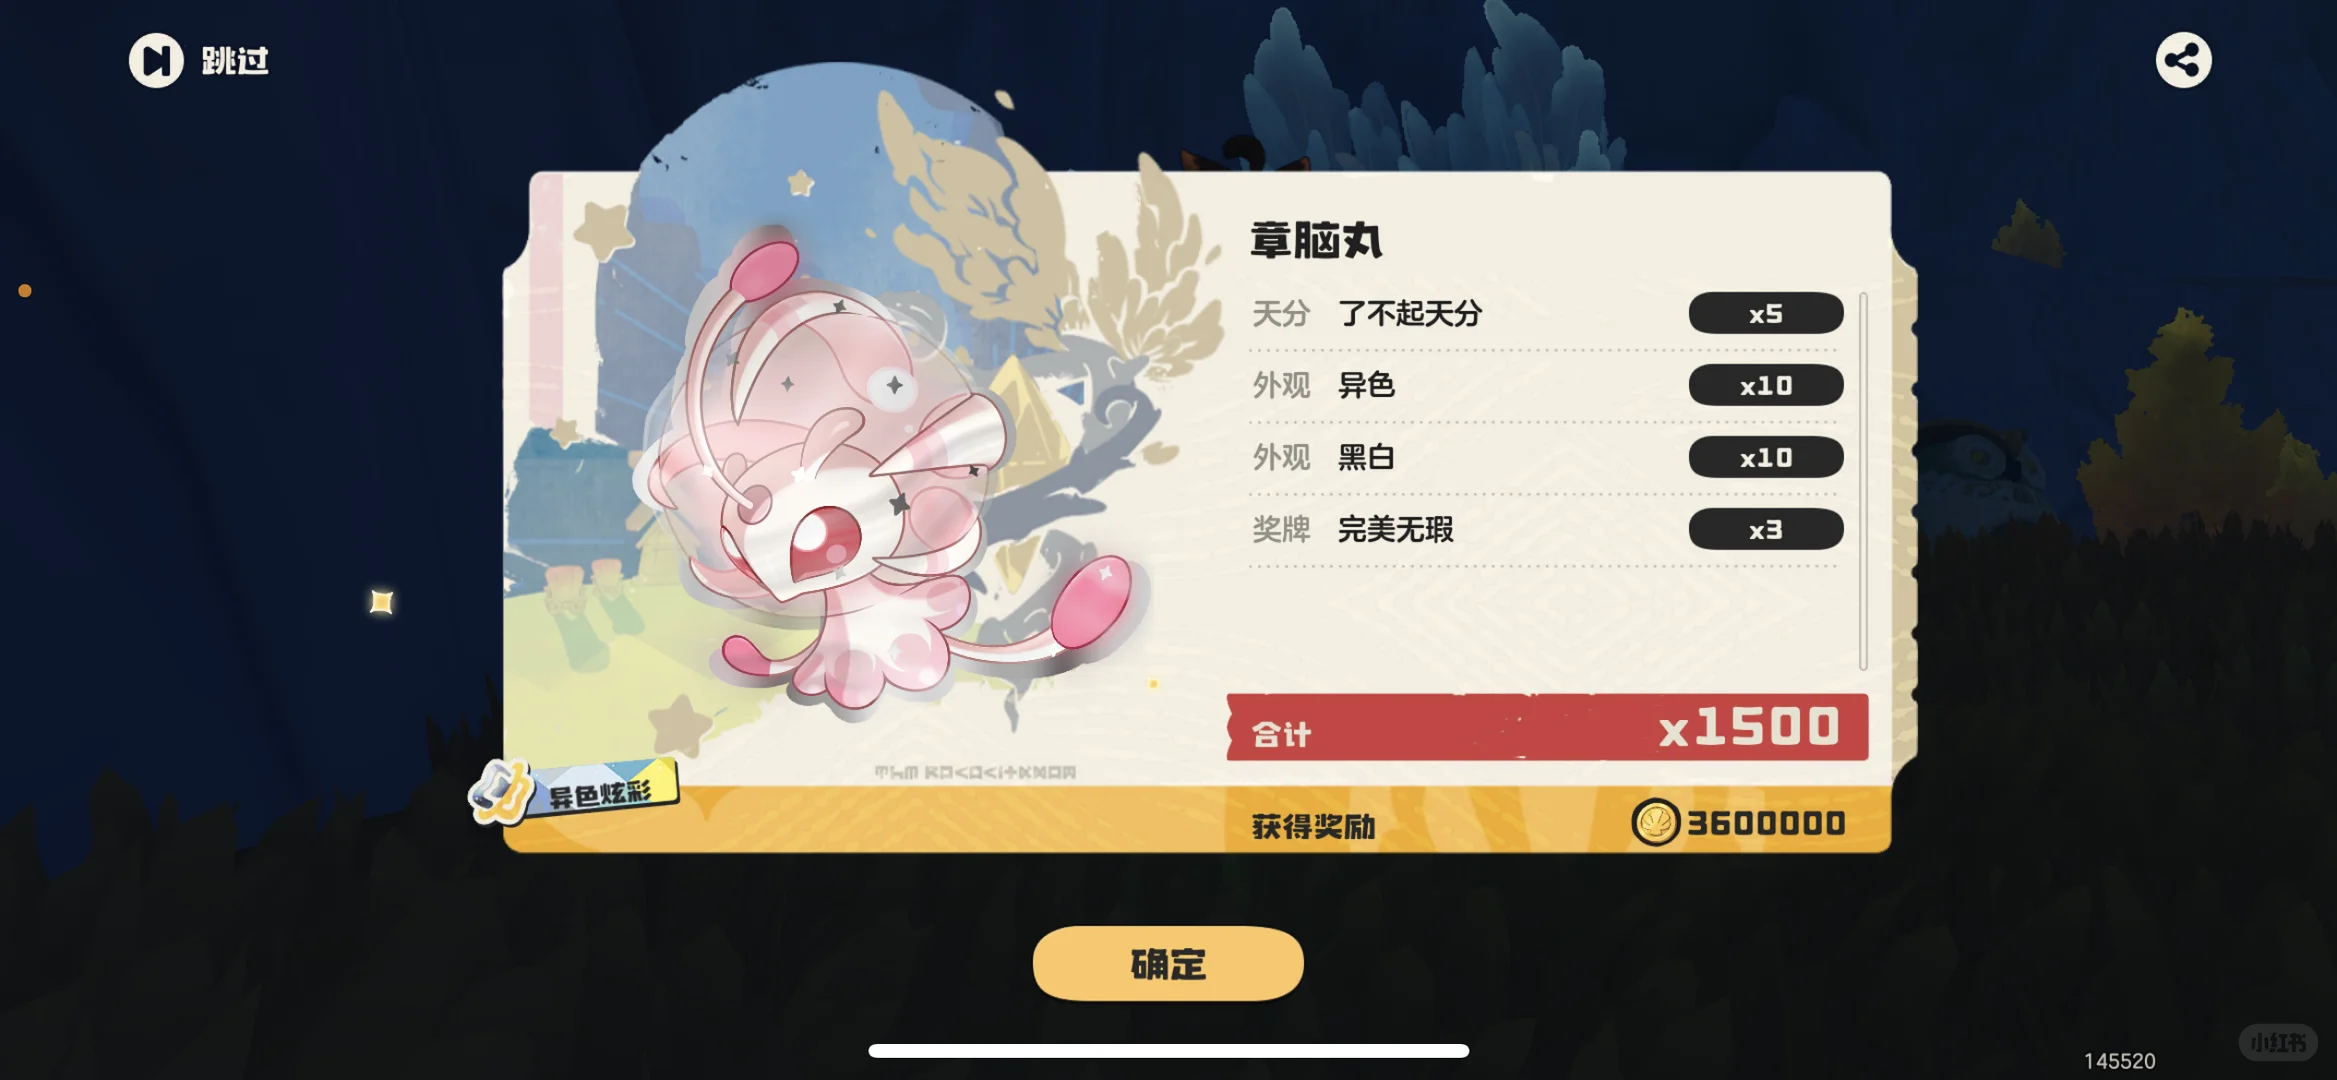 跳过
章脑丸
天分 了不起天分 x5
外观 异色 x10
外观 黑白 x10
奖牌 完美无瑕 x3
合计 x1500
异色炫彩
获得奖励 3600000
确定
145520
小红书